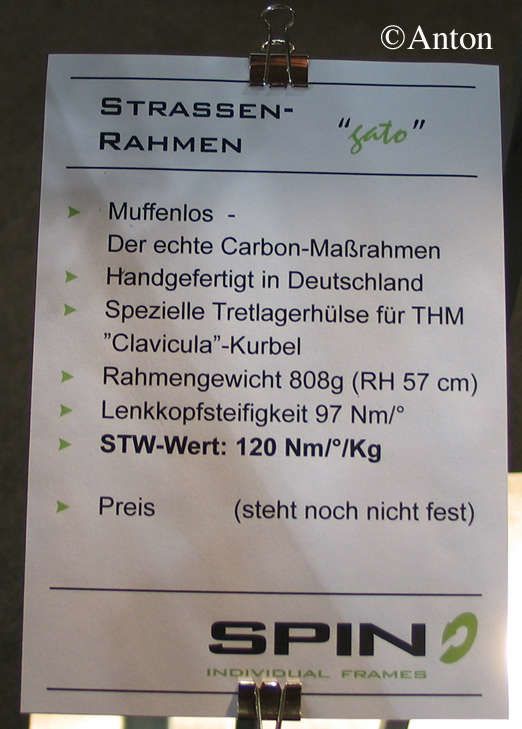 ©Anton
STRASSEN-
RAHMEN "gato"
Muffenlos -
Der echte Carbon-Maßrahmen
Handgefertigt in Deutschland
Spezielle Tretlagerhülse für THM
"Clavicula"-Kurbel
Rahmengewicht 808g (RH 57 cm)
Lenkkopfsteifigkeit 97 Nm/°
STW-Wert: 120 Nm/°/Kg
Preis (steht noch nicht fest)
SPIN
INDIVIDUAL FRAMES